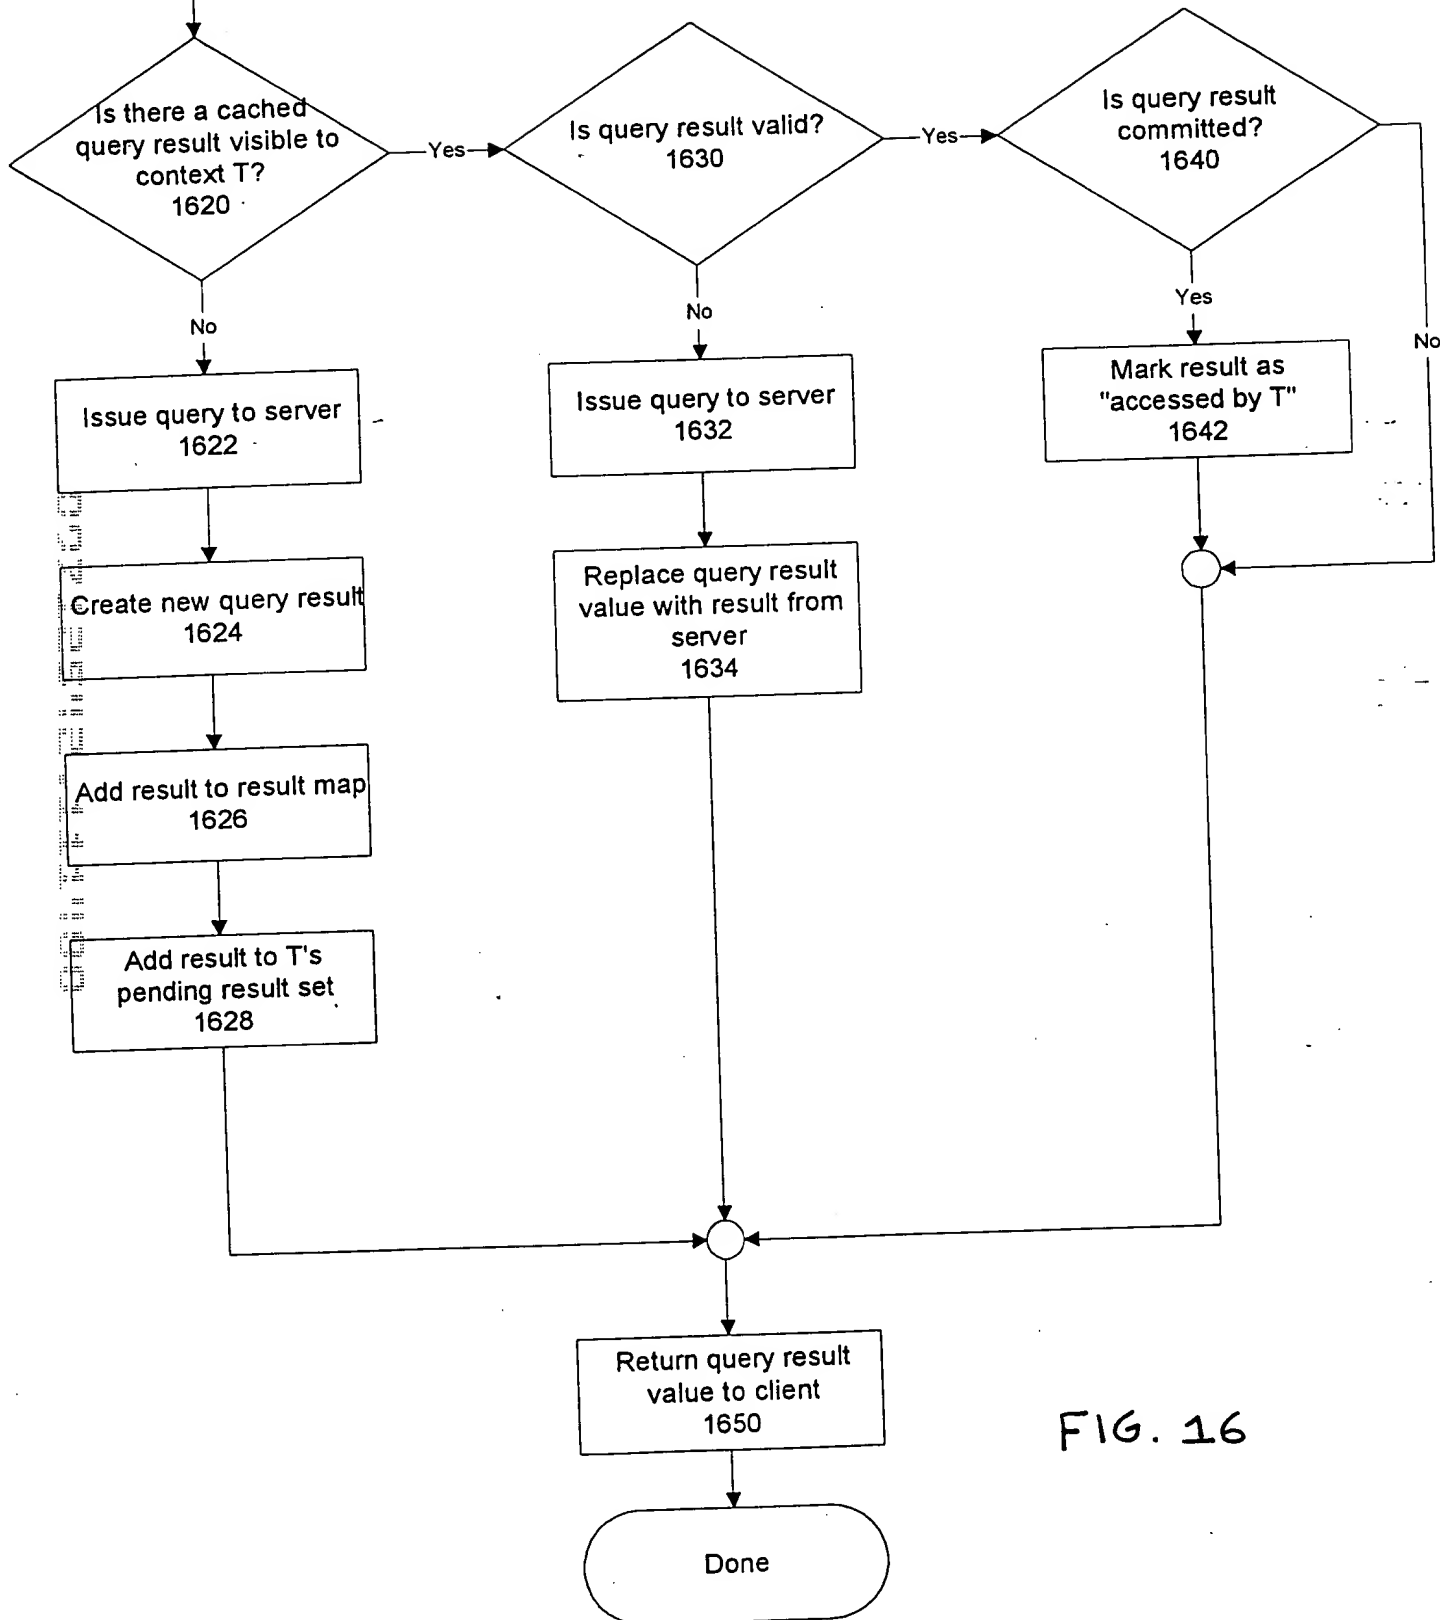 Is there a cached
query result visible to
context T?
1620
Yes
Is query result valid?
1630
Yes
Is query result
committed?
1640
No
No
Yes
No
Issue query to server
1622
Issue query to server
1632
Mark result as
"accessed by T"
1642
Create new query result
1624
Replace query result
value with result from
server
1634
Add result to result map
1626
Add result to T's
pending result set
1628
Return query result
value to client
1650
FIG. 16
Done